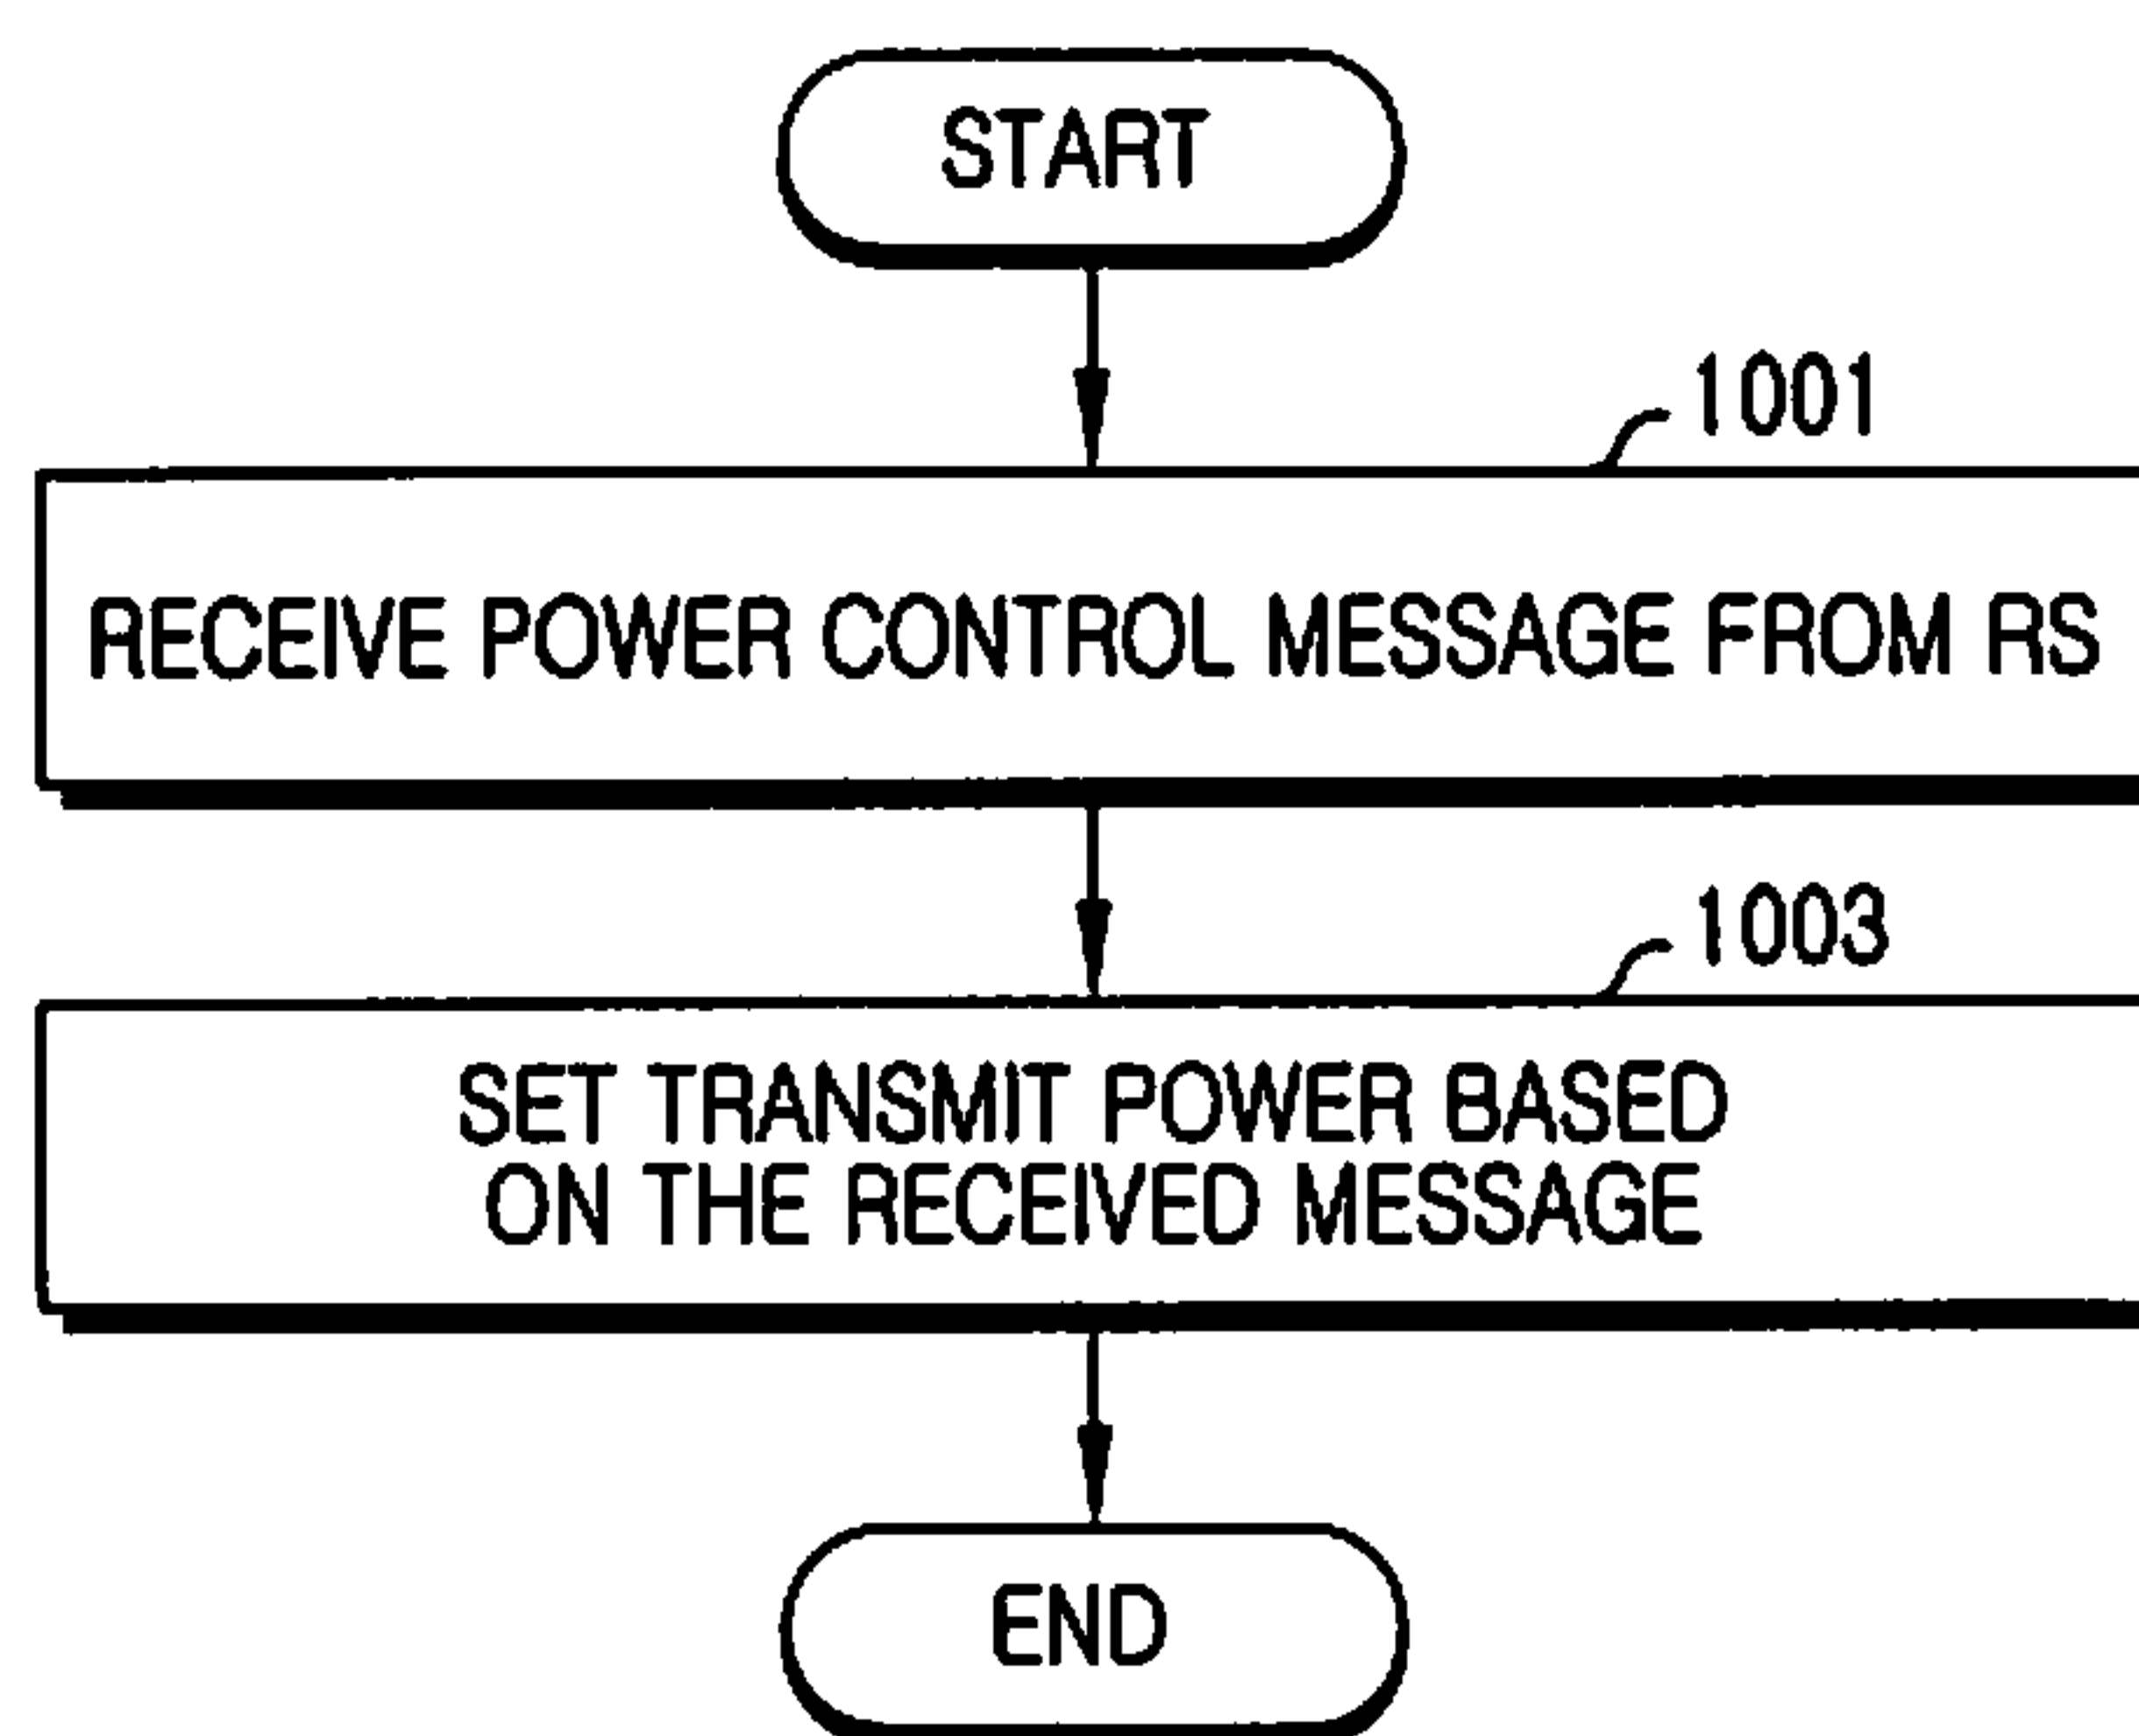 START
1001
RECEIVE POWER CONTROL MESSAGE FROM RS
1003
SET TRANSMIT POWER BASED
ON THE RECEIVED MESSAGE
END